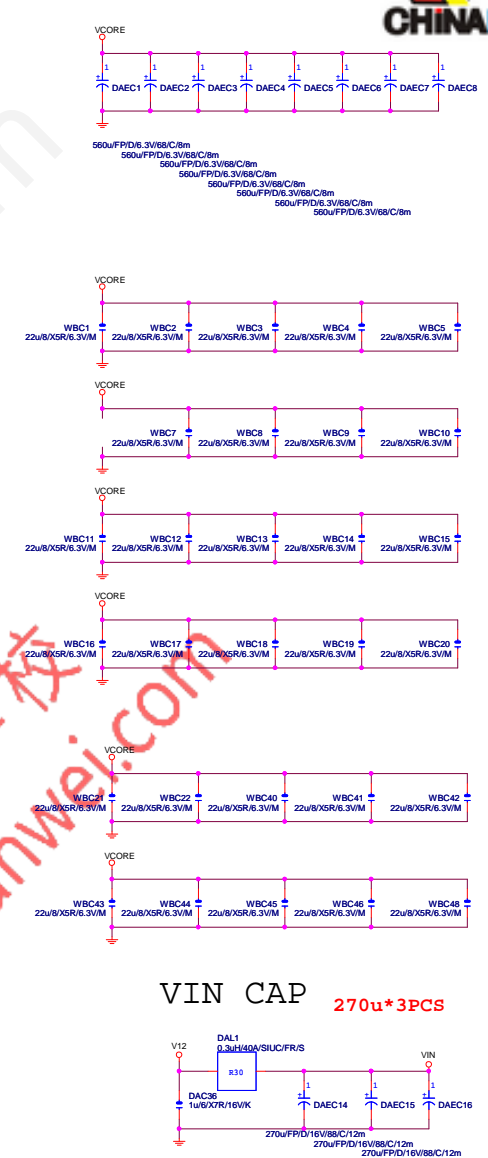 CHINA
VCORE
1 1 1 1 1 1 1 1
DAEC1 DAEC2 DAEC3 DAEC4 DAEC5 DAEC6 DAEC7 DAEC8
560u/FP/D/6.3V/68/C/8m
560u/FP/D/6.3V/68/C/8m
560u/FP/D/6.3V/68/C/8m
560u/FP/D/6.3V/68/C/8m
560u/FP/D/6.3V/68/C/8m
560u/FP/D/6.3V/68/C/8m
560u/FP/D/6.3V/68/C/8m
560u/FP/D/6.3V/68/C/8m
VCORE
WBC1 WBC2 WBC3 WBC4 WBC5
22u/8/X5R/6.3V/M 22u/8/X5R/6.3V/M 22u/8/X5R/6.3V/M 22u/8/X5R/6.3V/M 22u/8/X5R/6.3V/M
VCORE
WBC7 WBC8 WBC9 WBC10
22u/8/X5R/6.3V/M 22u/8/X5R/6.3V/M 22u/8/X5R/6.3V/M 22u/8/X5R/6.3V/M
VCORE
WBC11 WBC12 WBC13 WBC14 WBC15
22u/8/X5R/6.3V/M 22u/8/X5R/6.3V/M 22u/8/X5R/6.3V/M 22u/8/X5R/6.3V/M 22u/8/X5R/6.3V/M
VCORE
WBC16 WBC17 WBC18 WBC19 WBC20
22u/8/X5R/6.3V/M 22u/8/X5R/6.3V/M 22u/8/X5R/6.3V/M 22u/8/X5R/6.3V/M 22u/8/X5R/6.3V/M
校
nwei.com
VCORE
WBC21 WBC22 WBC40 WBC41 WBC42
22u/8/X5R/6.3V/M 22u/8/X5R/6.3V/M 22u/8/X5R/6.3V/M 22u/8/X5R/6.3V/M 22u/8/X5R/6.3V/M
VCORE
WBC43 WBC44 WBC45 WBC46 WBC48
22u/8/X5R/6.3V/M 22u/8/X5R/6.3V/M 22u/8/X5R/6.3V/M 22u/8/X5R/6.3V/M 22u/8/X5R/6.3V/M
VIN CAP 270u*3PCS
DAL1
V12 0.3uH/40A/SIUC/FR/S VIN
R30
1 1 1
DAC36
1u/6/X7R/16V/K DAEC14 DAEC15 DAEC16
270u/FP/D/16V/88/C/12m
270u/FP/D/16V/88/C/12m
270u/FP/D/16V/88/C/12m